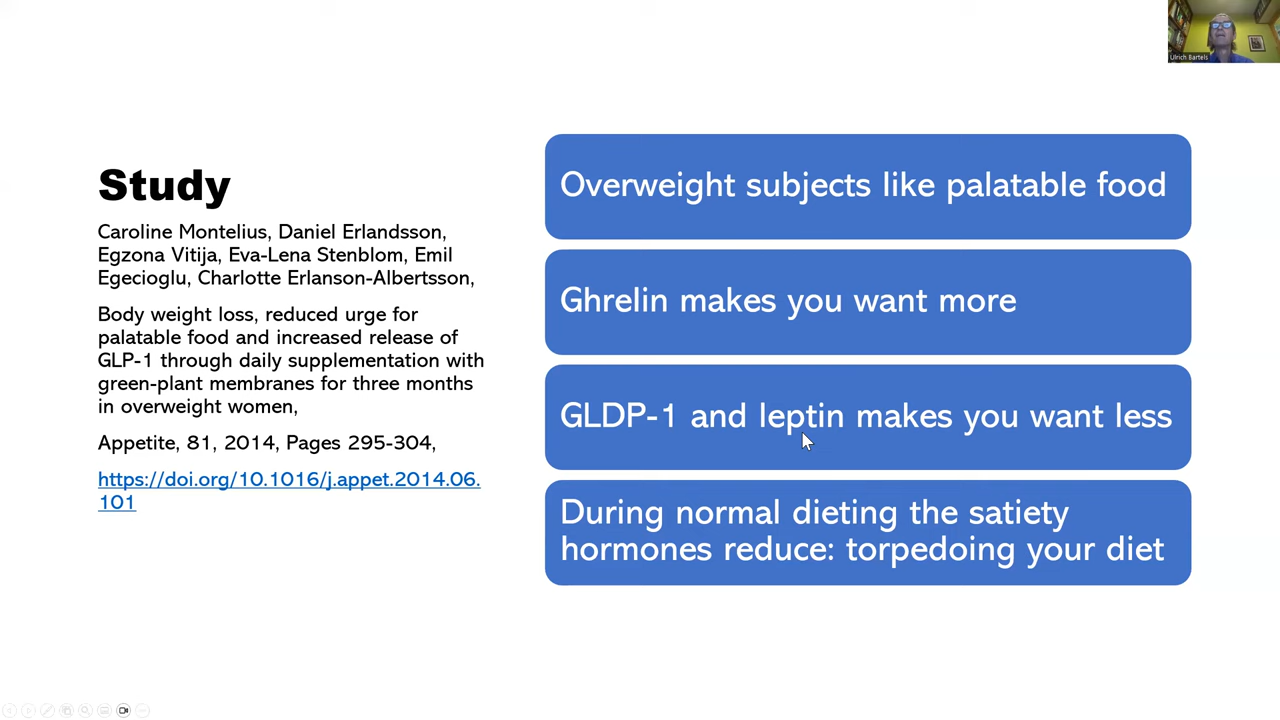 Ulrich Bartels
Study
Caroline Montelius, Daniel Erlandsson,
Egzona Vitija, Eva-Lena Stenblom, Emil
Egecioglu, Charlotte Erlanson-Albertsson,
Body weight loss, reduced urge for
palatable food and increased release of
GLP-1 through daily supplementation with
green-plant membranes for three months
in overweight women,
Appetite, 81, 2014, Pages 295-304,
https://doi.org/10.1016/j.appet.2014.06.
101
Overweight subjects like palatable food
Ghrelin makes you want more
GLDP-1 and leptin makes you want less
During normal dieting the satiety
hormones reduce: torpedoing your diet